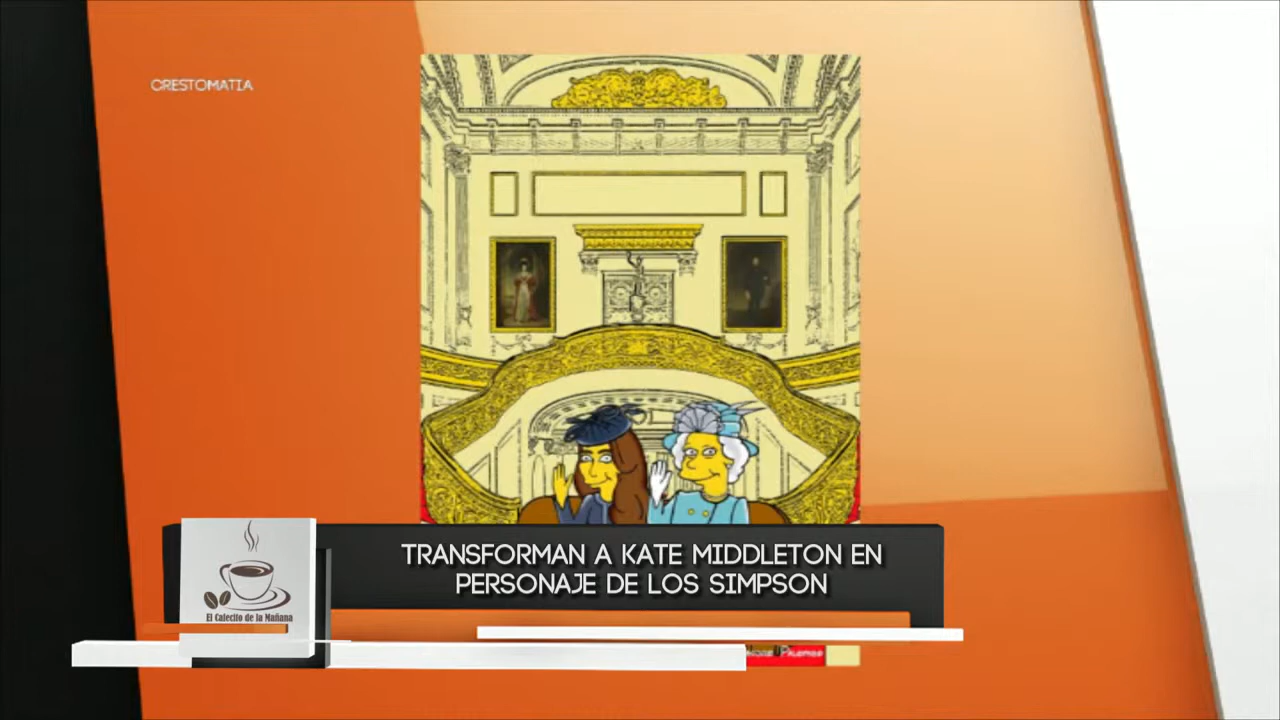 CRESTOMATIA
TRANSFORMAN A KATE MIDDLETON EN
PERSONAJE DE LOS SIMPSON
El Cafecito de la Mañana